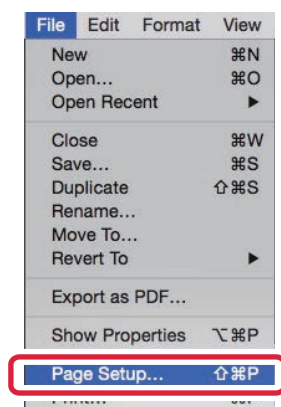 File Edit Format View
New ⌘N
Open... ⌘O
Open Recent ▶
Close ⌘W
Save... ⌘S
Duplicate ⇧⌘S
Rename...
Move To...
Revert To ▶
Export as PDF...
Show Properties ⌥⌘P
Page Setup... ⇧⌘P